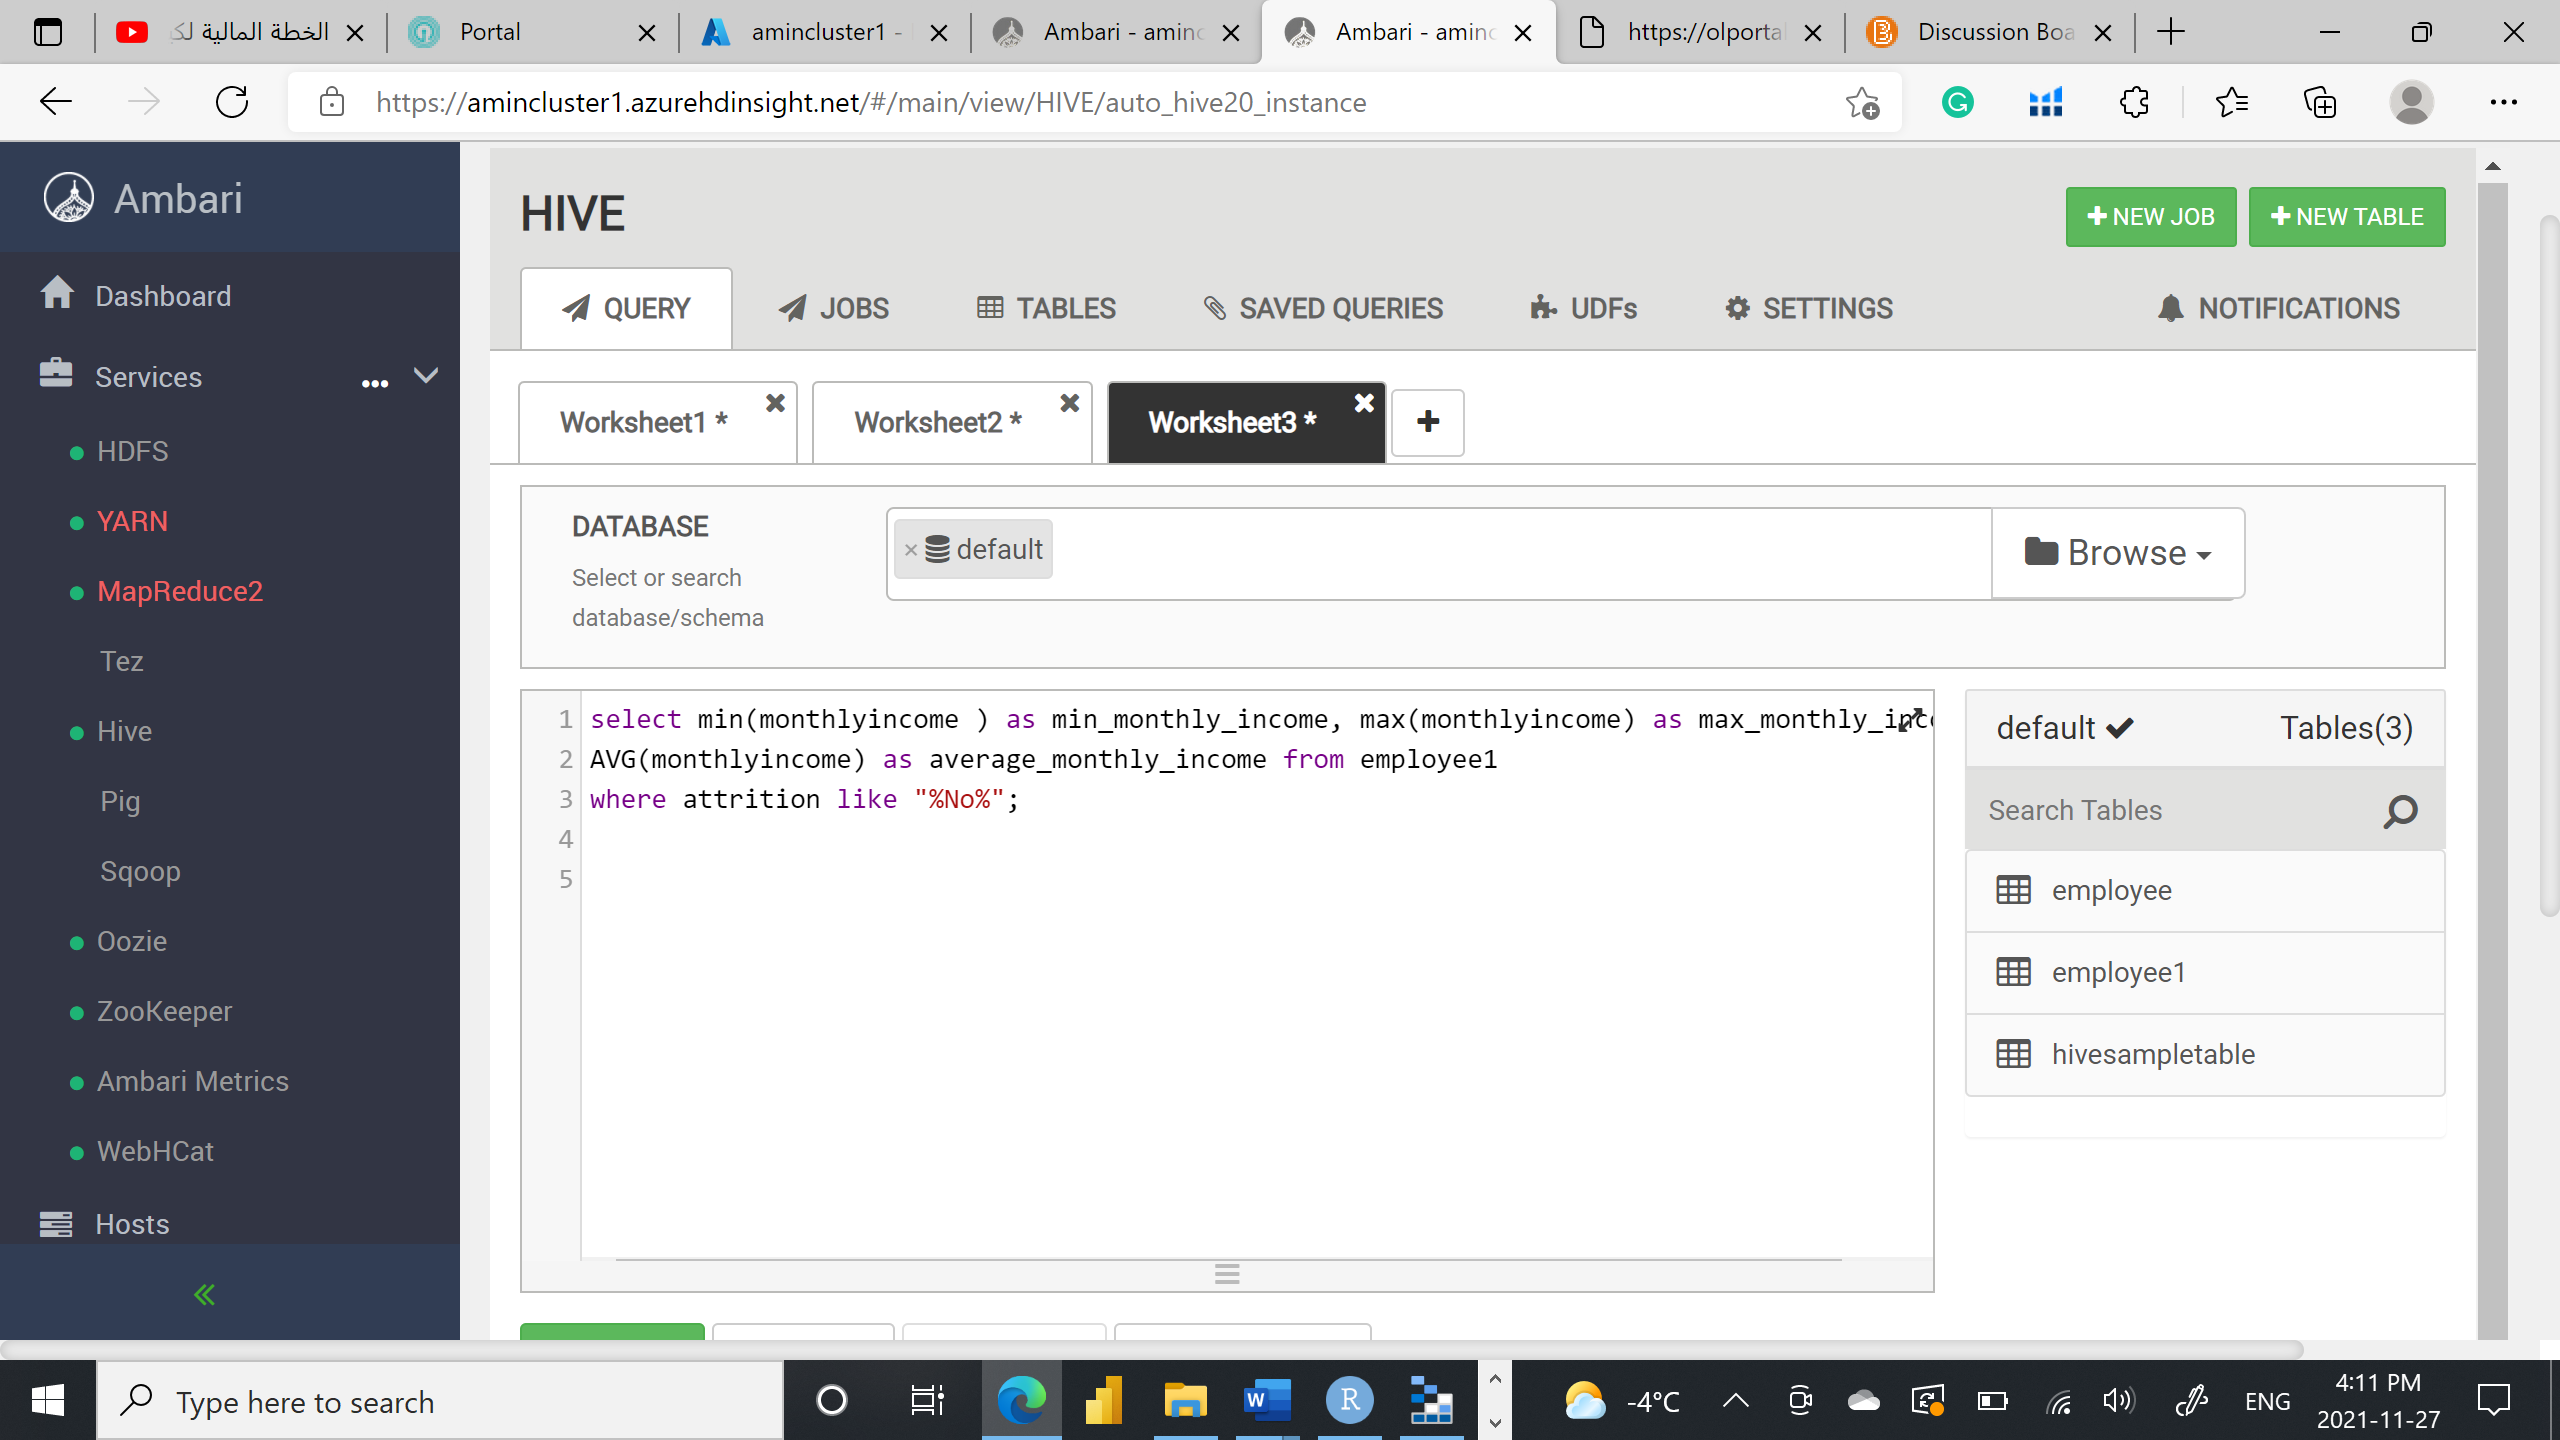 الخطة المالية لك
Portal
amincluster1 -
Ambari - aminc
Ambari - aminc
https://olporta
Discussion Boa
https://amincluster1.azurehdinsight.net/#/main/view/HIVE/auto_hive20_instance
Ambari
Dashboard
Services
HDFS
YARN
MapReduce2
Tez
Hive
Pig
Sqoop
Oozie
ZooKeeper
Ambari Metrics
WebHCat
Hosts
HIVE
NEW JOB
NEW TABLE
QUERY
JOBS
TABLES
SAVED QUERIES
UDFs
SETTINGS
NOTIFICATIONS
Worksheet1 *
Worksheet2 *
Worksheet3 *
DATABASE
Select or search
database/schema
× default
Browse
1 select min(monthlyincome ) as min_monthly_income, max(monthlyincome) as max_monthly_inco
2 AVG(monthlyincome) as average_monthly_income from employee1
3 where attrition like "%No%";
4
5
default
Tables(3)
Search Tables
employee
employee1
hivesampletable
Type here to search
-4°C
ENG
4:11 PM
2021-11-27